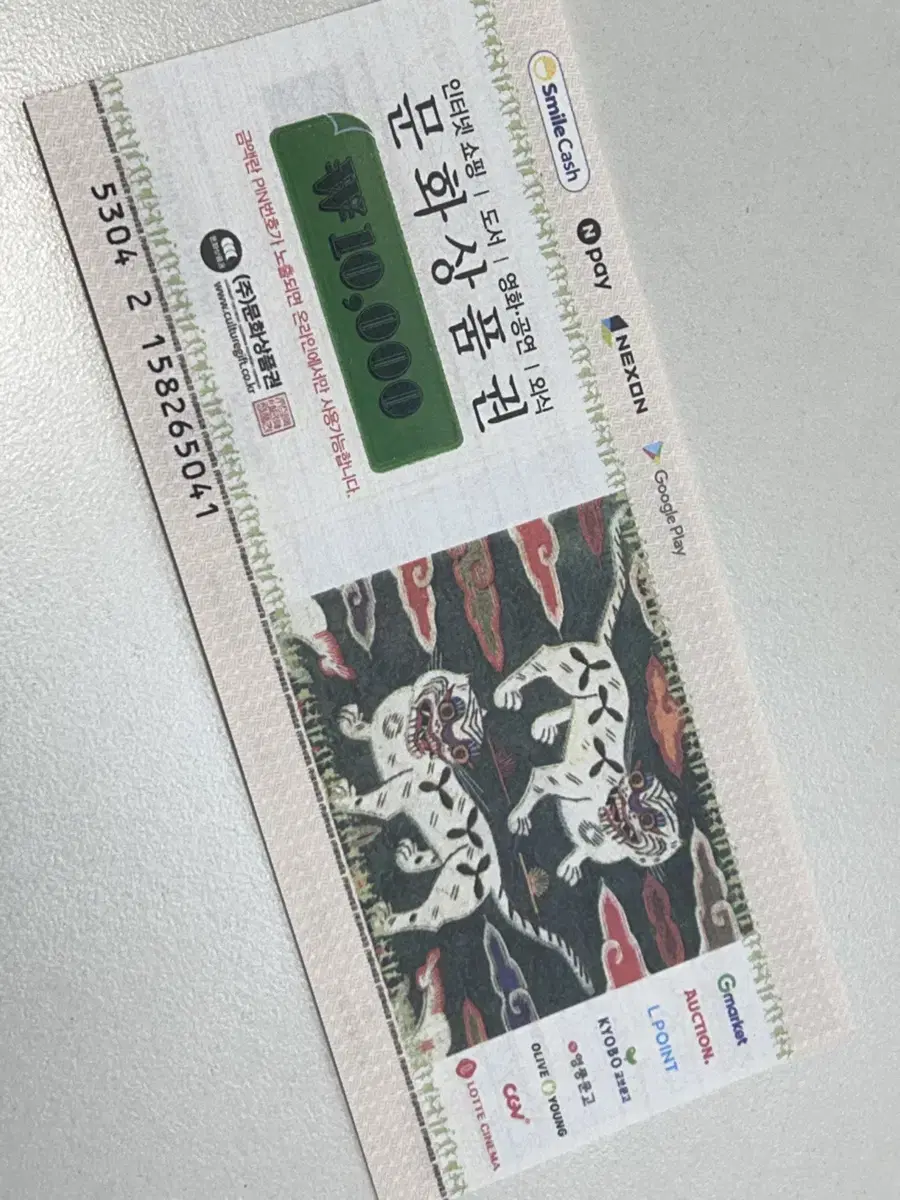 SmileCash
N pay
NEXON
Google Play
인터넷 쇼핑 | 도서 | 영화·공연 | 외식
문화상품권
₩10,000
금액란 PIN번호가 노출되면 온라인에서만 사용가능합니다.
(주)문화상품권
www.culturegift.co.kr
5304 2 158265041
Gmarket
AUCTION.
L.POINT
KYOBO 교보문고
영풍문고
OLIVE YOUNG
CGV
LOTTE CINEMA